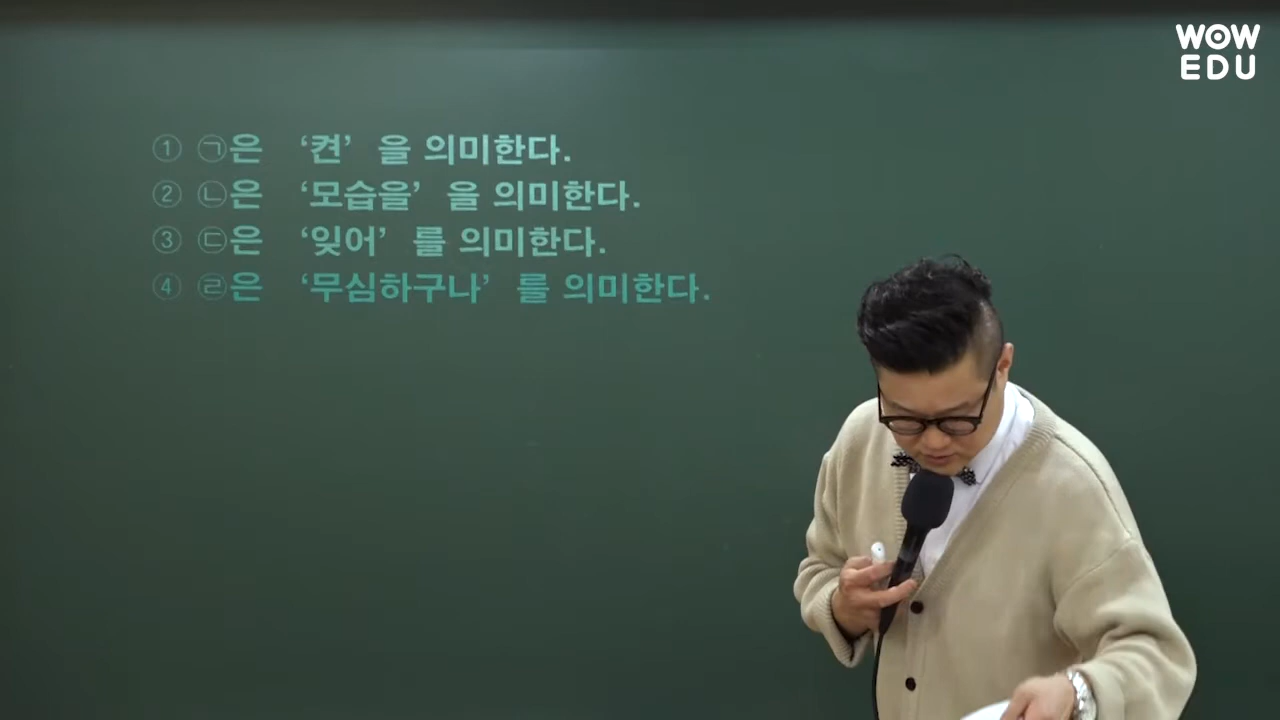 WOW
EDU
① ㉠은 ‘켠’ 을 의미한다.
② ㉡은 ‘모습을’ 을 의미한다.
③ ㉢은 ‘잊어’ 를 의미한다.
④ ㉣은 ‘무심하구나’ 를 의미한다.